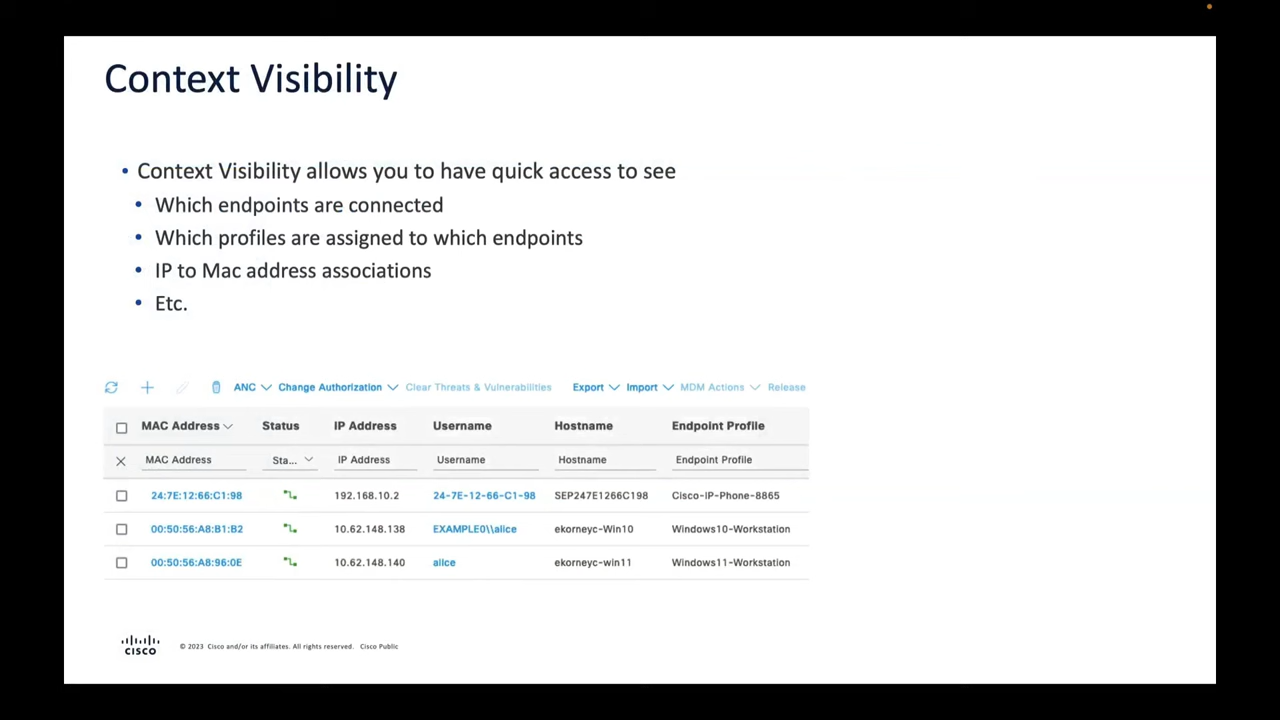 Context Visibility
• Context Visibility allows you to have quick access to see
• Which endpoints are connected
• Which profiles are assigned to which endpoints
• IP to Mac address associations
• Etc.
ANC Change Authorization Clear Threats & Vulnerabilities Export Import MDM Actions Release
MAC Address Status IP Address Username Hostname Endpoint Profile
MAC Address Sta... IP Address Username Hostname Endpoint Profile
24:7E:12:66:C1:98 192.168.10.2 24-7E-12-66-C1-98 SEP247E1266C198 Cisco-IP-Phone-8865
00:50:56:A8:B1:B2 10.62.148.138 EXAMPLE0\\alice ekorneyc-Win10 Windows10-Workstation
00:50:56:A8:96:0E 10.62.148.140 alice ekorneyc-win11 Windows11-Workstation
CISCO © 2023 Cisco and/or its affiliates. All rights reserved. Cisco Public